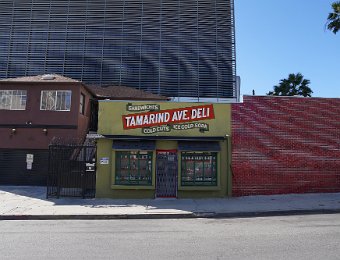 SANDWICHES
TAMARIND AVE. DELI
COLD CUTS ICE COLD SODA